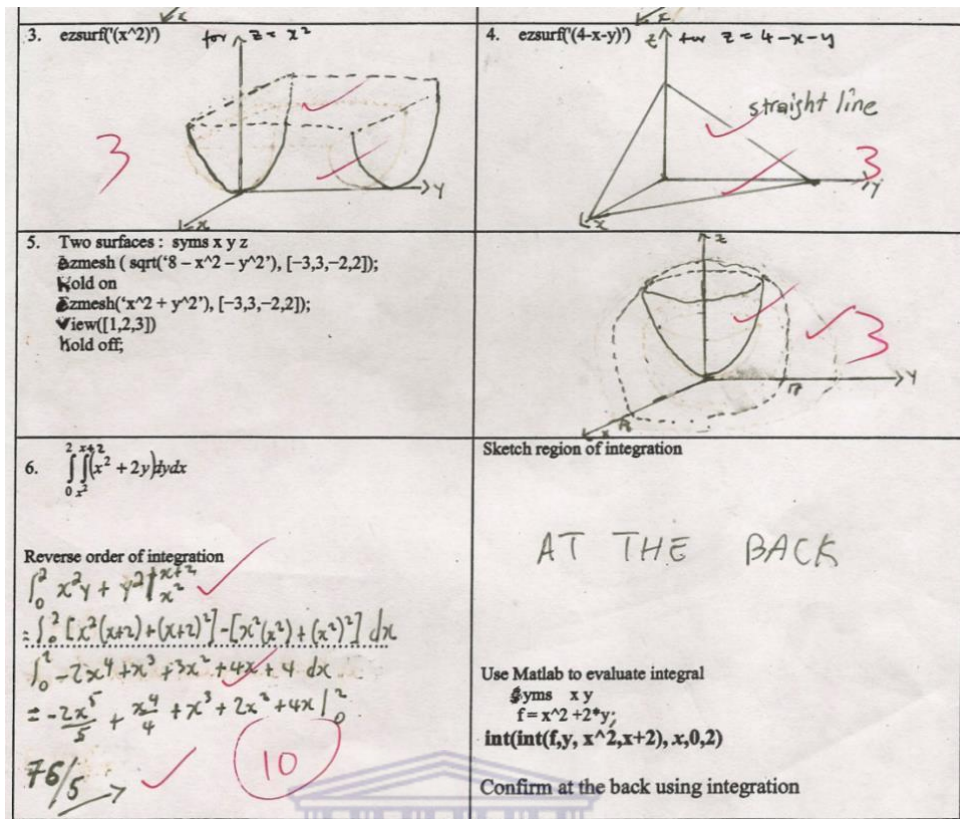 3. ezsurf('(x^2)')
for z = x²
3
Y
x
4. ezsurf('(4-x-y)')
z for z = 4-x-y
straight line
3
y
x
5. Two surfaces : syms x y z
Ezmesh ( sqrt('8 – x^2 – y^2'), [−3,3,−2,2]);
Hold on
Ezmesh('x^2 + y^2'), [−3,3,−2,2]);
View([1,2,3])
Hold off;
z
3
Y
x
6. ∫₀² ∫_{x²}^{x+2} (x² + 2y)dydx
Reverse order of integration
∫₀² x²y + y² |_{x²}^{x+2}
= ∫₀² [x²(x+2)+(x+2)²] - [x²(x²)+(x²)²] dx
∫₀² -2x⁴ + x³ + 3x² + 4x + 4 dx
= -2x⁵/5 + x⁴/4 + x³ + 2x² + 4x |₀²
76/5
10
Sketch region of integration
AT THE BACK
Use Matlab to evaluate integral
Syms x y
f = x^2 +2*y;
int(int(f,y, x^2,x+2), x,0,2)
Confirm at the back using integration